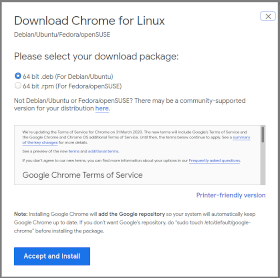 Download Chrome for Linux
Debian/Ubuntu/Fedora/openSUSE
Please select your download package:
64 bit .deb (For Debian/Ubuntu)
64 bit .rpm (For Fedora/openSUSE)
Not Debian/Ubuntu or Fedora/openSUSE? There may be a community-supported
version for your distribution here.
We're updating the Terms of Service for Chrome on 31 March 2020. The new terms will include Google's Terms of Service and
the Google Chrome and Chrome OS additional Terms of Service. Until then, the terms below continue to apply. See a summary
of the key changes for more details.
See a preview of the new terms and additional terms.
If you don't agree to our new terms, you can find more information about your options in our Frequently asked questions.
Google Chrome Terms of Service
Printer-friendly version
Note: Installing Google Chrome will add the Google repository so your system will automatically keep
Google Chrome up to date. If you don't want Google's repository, do "sudo touch /etc/default/google-
chrome" before installing the package.
Accept and Install